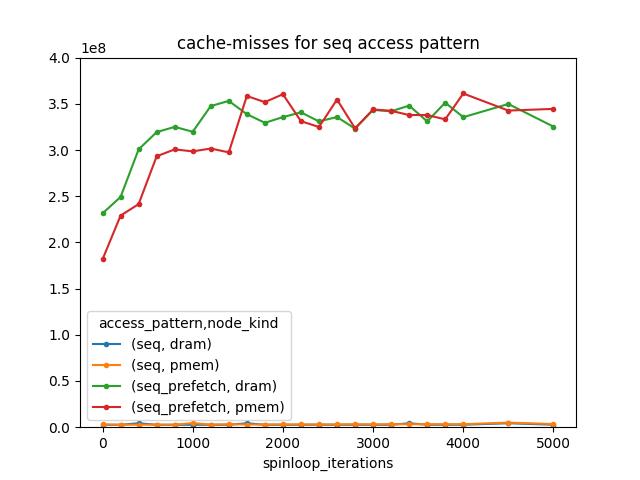 cache-misses for seq access pattern
1e8
4.0
3.5
3.0
2.5
2.0
1.5
1.0
0.5
0.0
access_pattern,node_kind
(seq, dram)
(seq, pmem)
(seq_prefetch, dram)
(seq_prefetch, pmem)
0 1000 2000 3000 4000 5000
spinloop_iterations